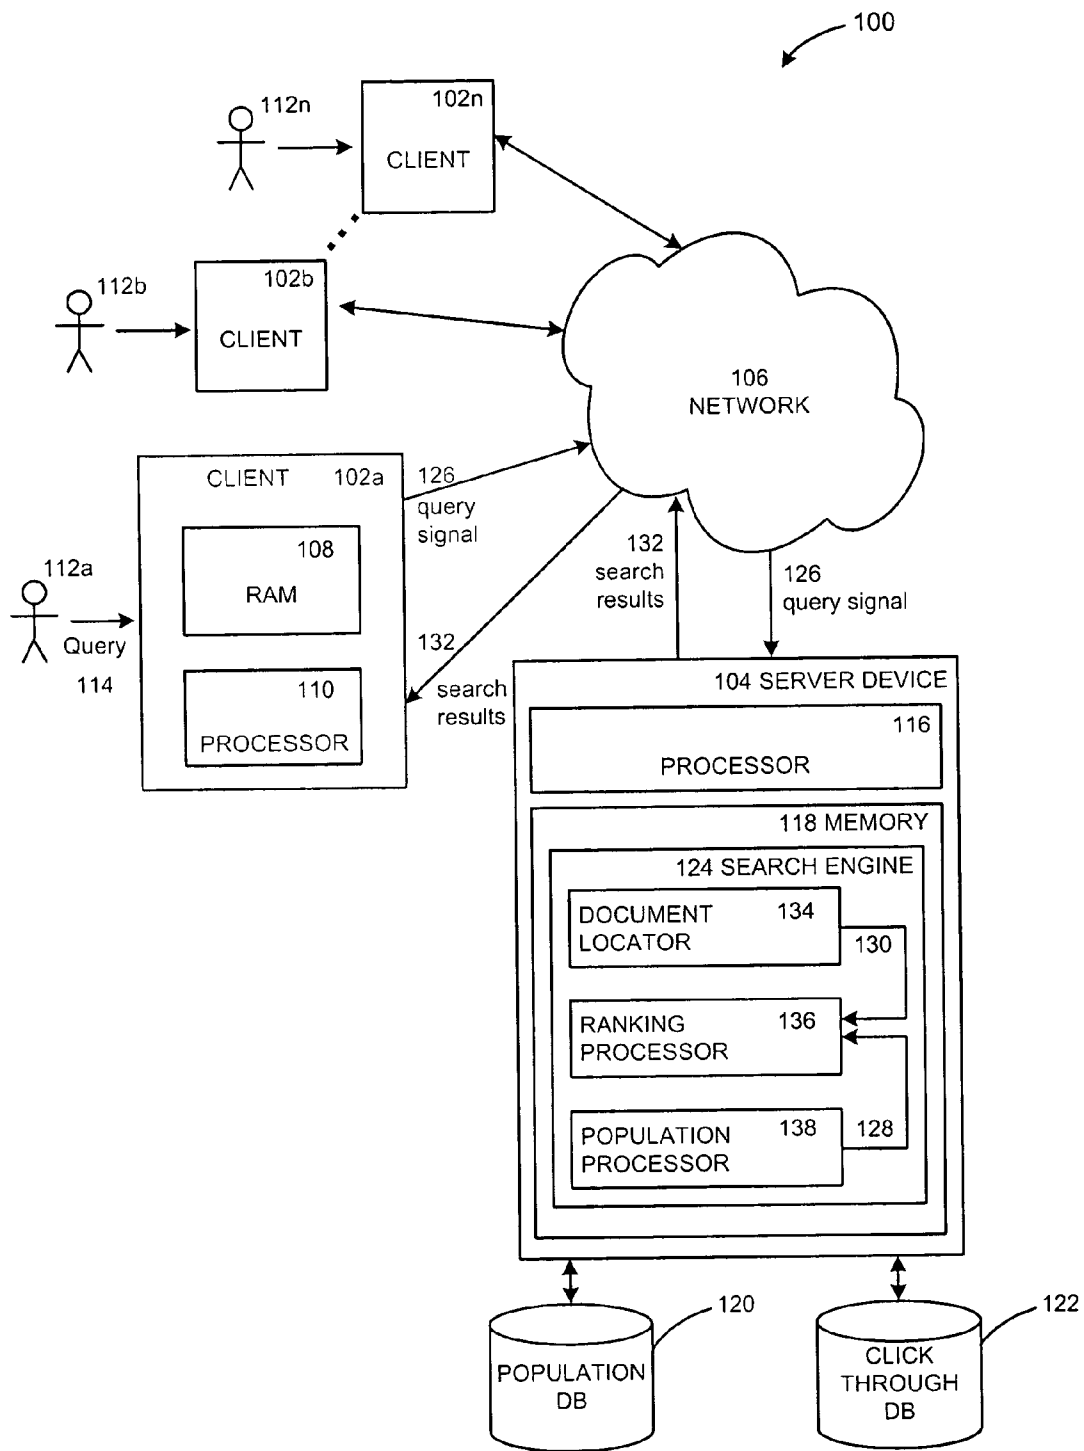 100
112n
102n
CLIENT
112b
102b
CLIENT
106
NETWORK
CLIENT 102a
126
query
signal
108
RAM
112a
Query
114
110
PROCESSOR
132
search
results
132
search
results
126
query signal
104 SERVER DEVICE
116
PROCESSOR
118 MEMORY
124 SEARCH ENGINE
DOCUMENT 134
LOCATOR
130
RANKING 136
PROCESSOR
POPULATION 138
PROCESSOR
128
120
POPULATION
DB
122
CLICK
THROUGH
DB